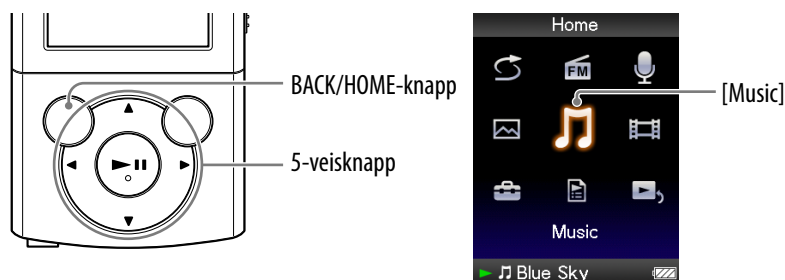 BACK/HOME-knapp
5-veisknapp
Home
FM
[Music]
Music
Blue Sky